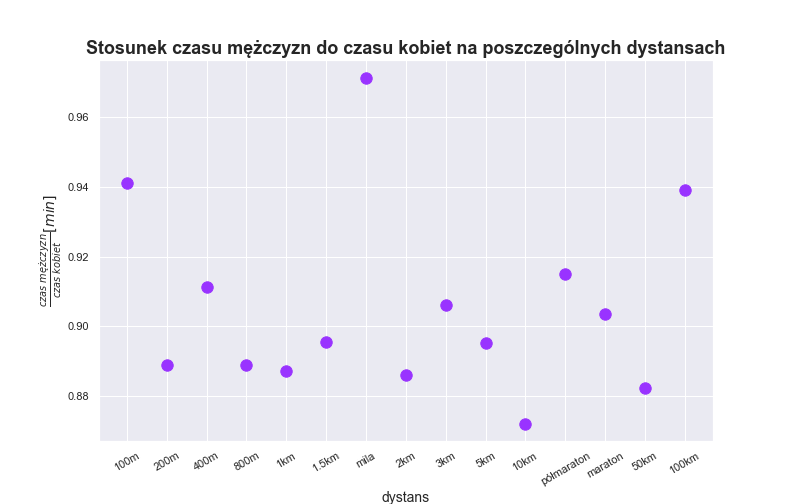 Stosunek czasu mężczyzn do czasu kobiet na poszczególnych dystansach
0.96
0.94
0.92
0.90
0.88
czas mężczyzn
czas kobiet
[min]
100m
200m
400m
800m
1km
1.5km
mila
2km
3km
5km
10km
półmaraton
maraton
50km
100km
dystans